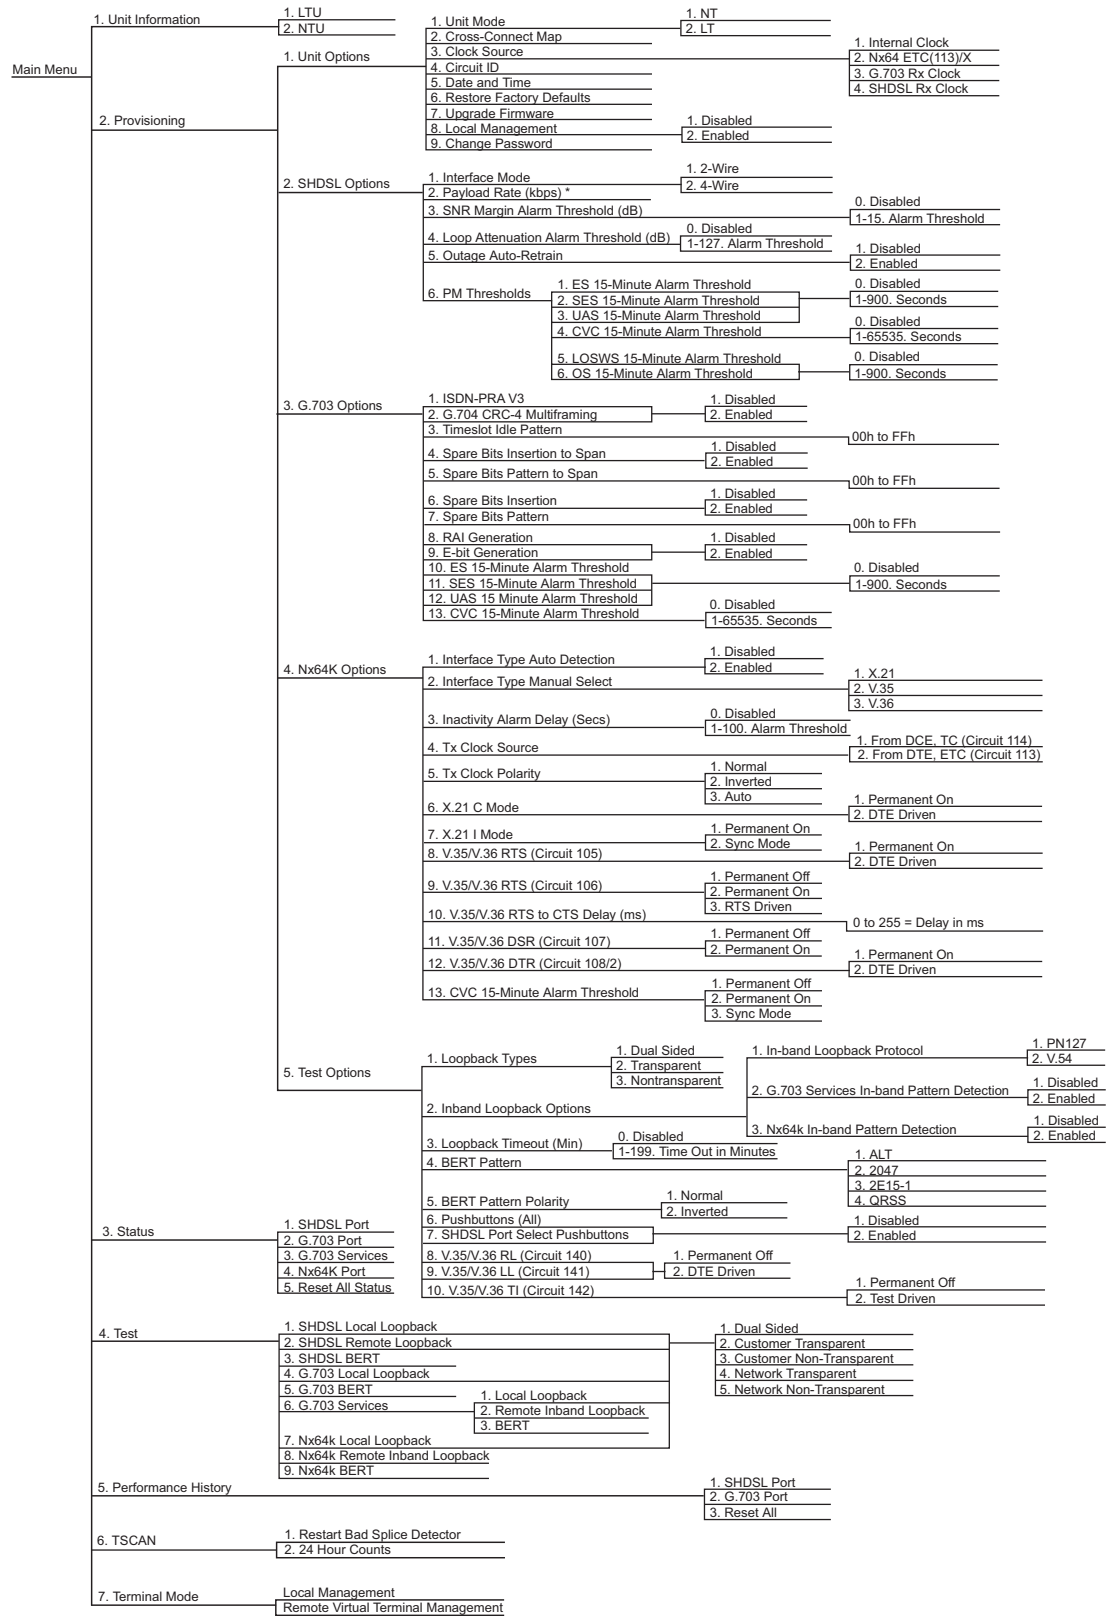 Main Menu
1. Unit Information
1. LTU
2. NTU
2. Provisioning
1. Unit Options
1. Unit Mode
1. NT
2. LT
2. Cross-Connect Map
3. Clock Source
1. Internal Clock
2. Nx64 ETC(113)/X
3. G.703 Rx Clock
4. SHDSL Rx Clock
4. Circuit ID
5. Date and Time
6. Restore Factory Defaults
7. Upgrade Firmware
8. Local Management
1. Disabled
2. Enabled
9. Change Password
2. SHDSL Options
1. Interface Mode
1. 2-Wire
2. 4-Wire
2. Payload Rate (kbps) *
3. SNR Margin Alarm Threshold (dB)
0. Disabled
1-15. Alarm Threshold
4. Loop Attenuation Alarm Threshold (dB)
0. Disabled
1-127. Alarm Threshold
5. Outage Auto-Retrain
1. Disabled
2. Enabled
6. PM Thresholds
1. ES 15-Minute Alarm Threshold
2. SES 15-Minute Alarm Threshold
3. UAS 15-Minute Alarm Threshold
0. Disabled
1-900. Seconds
4. CVC 15-Minute Alarm Threshold
0. Disabled
1-65535. Seconds
5. LOSWS 15-Minute Alarm Threshold
6. OS 15-Minute Alarm Threshold
0. Disabled
1-900. Seconds
3. G.703 Options
1. ISDN-PRA V3
2. G.704 CRC-4 Multiframing
1. Disabled
2. Enabled
3. Timeslot Idle Pattern
00h to FFh
4. Spare Bits Insertion to Span
1. Disabled
2. Enabled
5. Spare Bits Pattern to Span
00h to FFh
6. Spare Bits Insertion
1. Disabled
2. Enabled
7. Spare Bits Pattern
00h to FFh
8. RAI Generation
9. E-bit Generation
1. Disabled
2. Enabled
10. ES 15-Minute Alarm Threshold
11. SES 15-Minute Alarm Threshold
12. UAS 15 Minute Alarm Threshold
0. Disabled
1-900. Seconds
13. CVC 15-Minute Alarm Threshold
0. Disabled
1-65535. Seconds
4. Nx64K Options
1. Interface Type Auto Detection
1. Disabled
2. Enabled
2. Interface Type Manual Select
1. X.21
2. V.35
3. V.36
3. Inactivity Alarm Delay (Secs)
0. Disabled
1-100. Alarm Threshold
4. Tx Clock Source
1. From DCE, TC (Circuit 114)
2. From DTE, ETC (Circuit 113)
5. Tx Clock Polarity
1. Normal
2. Inverted
3. Auto
6. X.21 C Mode
1. Permanent On
2. DTE Driven
7. X.21 I Mode
1. Permanent On
2. Sync Mode
8. V.35/V.36 RTS (Circuit 105)
1. Permanent On
2. DTE Driven
9. V.35/V.36 RTS (Circuit 106)
1. Permanent Off
2. Permanent On
3. RTS Driven
10. V.35/V.36 RTS to CTS Delay (ms)
0 to 255 = Delay in ms
11. V.35/V.36 DSR (Circuit 107)
1. Permanent Off
2. Permanent On
12. V.35/V.36 DTR (Circuit 108/2)
1. Permanent On
2. DTE Driven
13. CVC 15-Minute Alarm Threshold
1. Permanent Off
2. Permanent On
3. Sync Mode
5. Test Options
1. Loopback Types
1. Dual Sided
2. Transparent
3. Nontransparent
2. Inband Loopback Options
1. In-band Loopback Protocol
1. PN127
2. V.54
2. G.703 Services In-band Pattern Detection
1. Disabled
2. Enabled
3. Nx64k In-band Pattern Detection
1. Disabled
2. Enabled
3. Loopback Timeout (Min)
0. Disabled
1-199. Time Out in Minutes
4. BERT Pattern
1. ALT
2. 2047
3. 2E15-1
4. QRSS
5. BERT Pattern Polarity
1. Normal
2. Inverted
6. Pushbuttons (All)
7. SHDSL Port Select Pushbuttons
1. Disabled
2. Enabled
8. V.35/V.36 RL (Circuit 140)
9. V.35/V.36 LL (Circuit 141)
1. Permanent Off
2. DTE Driven
10. V.35/V.36 TI (Circuit 142)
1. Permanent Off
2. Test Driven
3. Status
1. SHDSL Port
2. G.703 Port
3. G.703 Services
4. Nx64K Port
5. Reset All Status
4. Test
1. SHDSL Local Loopback
2. SHDSL Remote Loopback
3. SHDSL BERT
4. G.703 Local Loopback
5. G.703 BERT
6. G.703 Services
1. Local Loopback
2. Remote Inband Loopback
3. BERT
7. Nx64k Local Loopback
8. Nx64k Remote Inband Loopback
9. Nx64k BERT
1. Dual Sided
2. Customer Transparent
3. Customer Non-Transparent
4. Network Transparent
5. Network Non-Transparent
5. Performance History
1. SHDSL Port
2. G.703 Port
3. Reset All
6. TSCAN
1. Restart Bad Splice Detector
2. 24 Hour Counts
7. Terminal Mode
Local Management
Remote Virtual Terminal Management